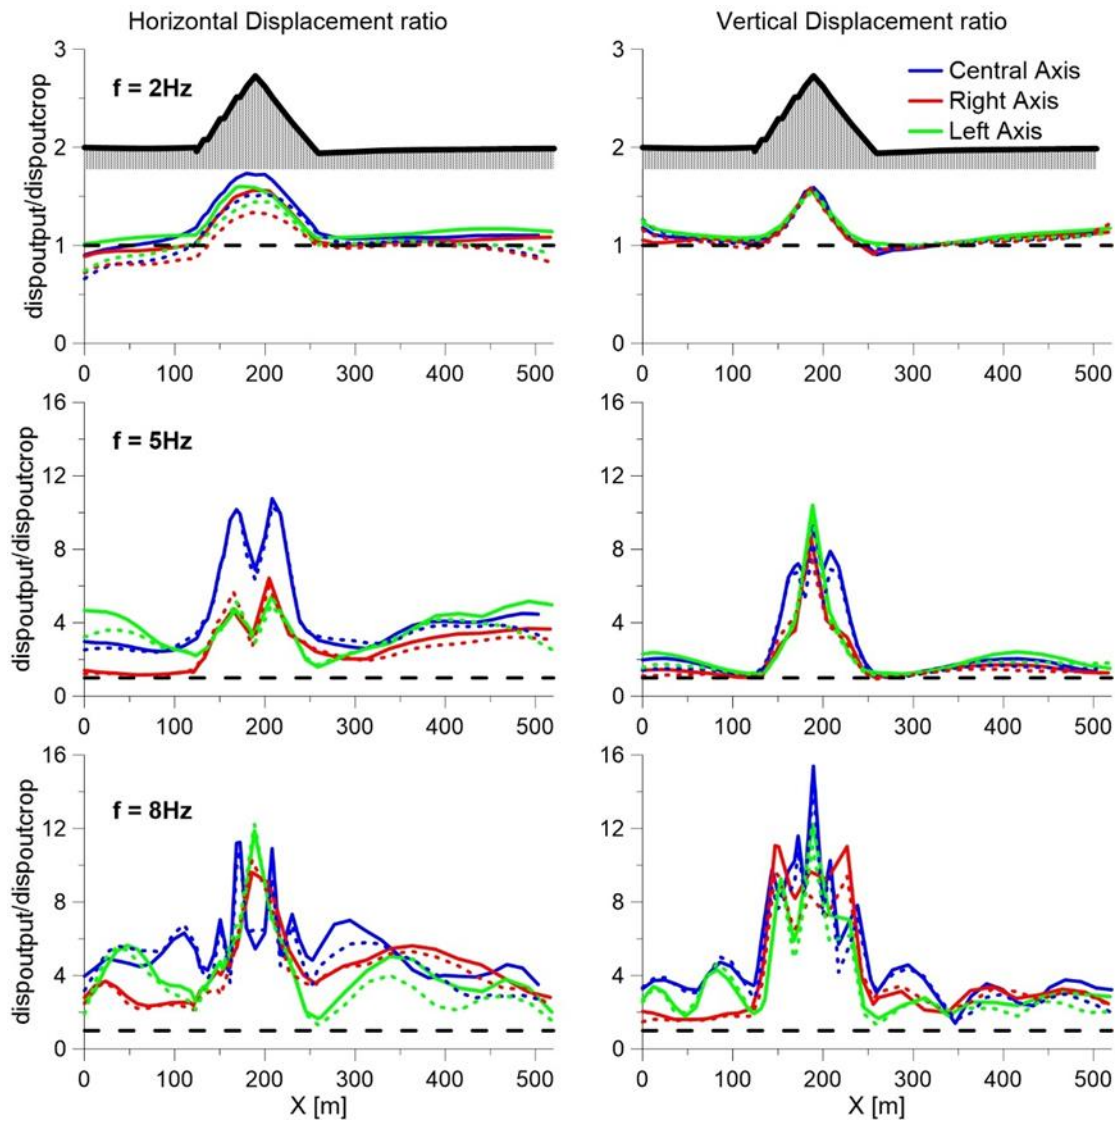 Horizontal Displacement ratio
Vertical Displacement ratio
3
f = 2Hz
2
1
0
dispoutput/dispoutcrop
0 100 200 300 400 500
Central Axis
Right Axis
Left Axis
3
2
1
0
0 100 200 300 400 500
16
f = 5Hz
12
8
4
0
dispoutput/dispoutcrop
0 100 200 300 400 500
16
12
8
4
0
0 100 200 300 400 500
16
f = 8Hz
12
8
4
0
dispoutput/dispoutcrop
0 100 200 300 400 500
X [m]
16
12
8
4
0
0 100 200 300 400 500
X [m]